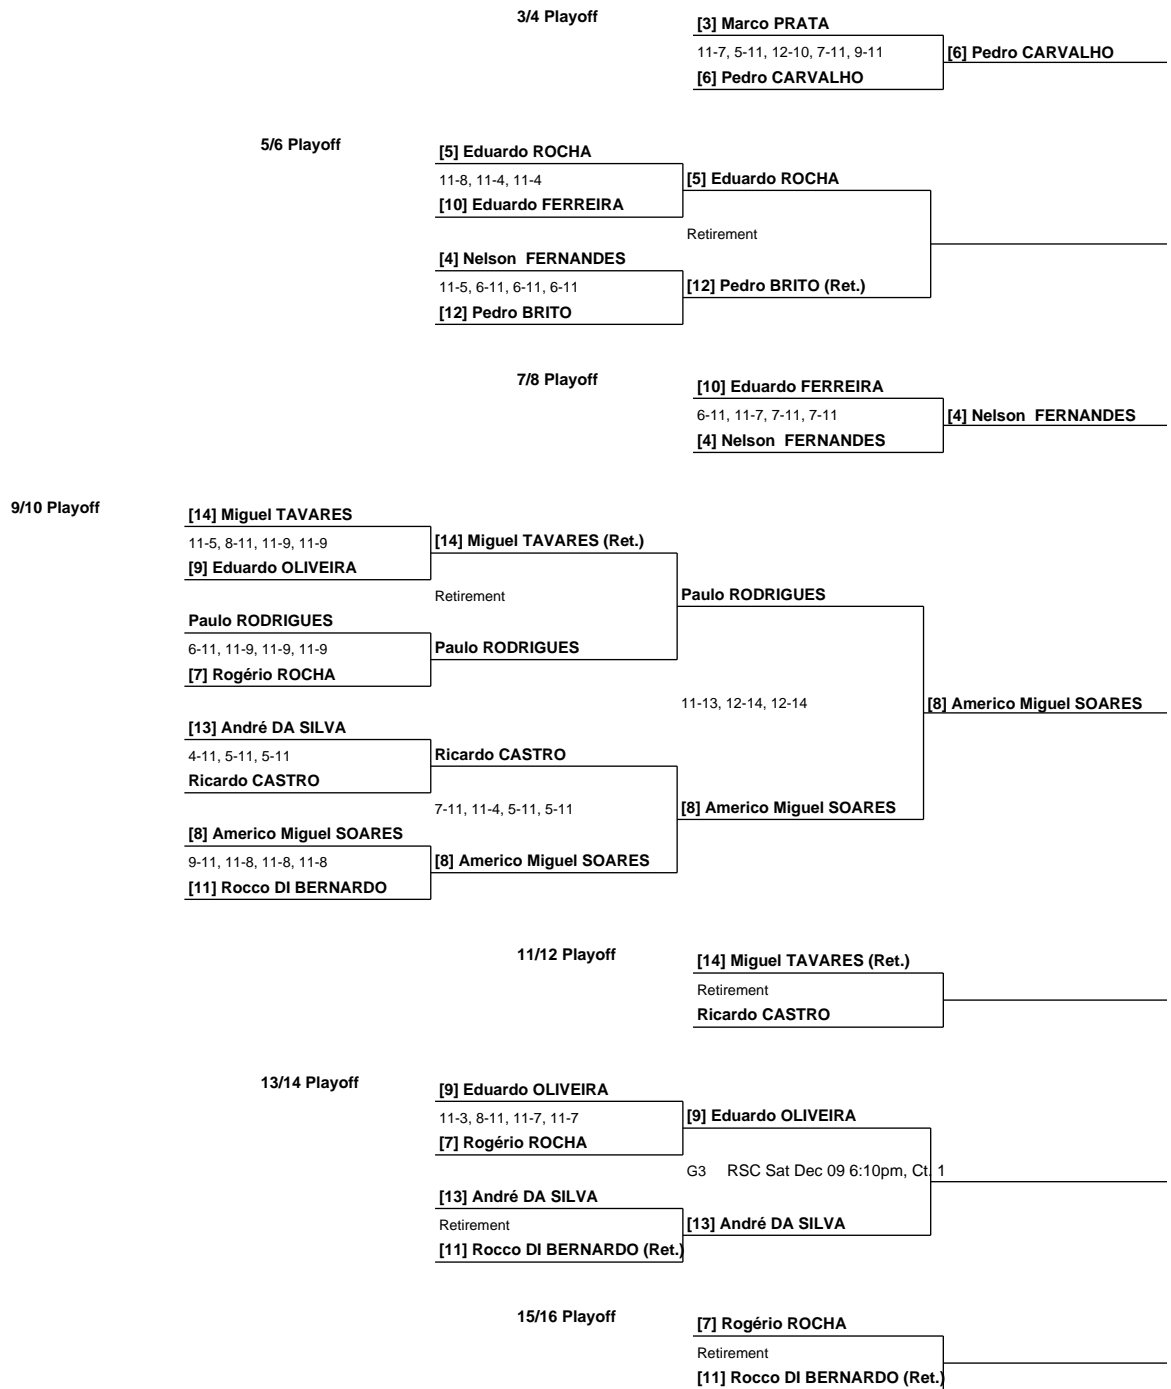 3/4 Playoff
[3] Marco PRATA
11-7, 5-11, 12-10, 7-11, 9-11
[6] Pedro CARVALHO
[6] Pedro CARVALHO
5/6 Playoff
[5] Eduardo ROCHA
11-8, 11-4, 11-4
[5] Eduardo ROCHA
[10] Eduardo FERREIRA
Retirement
[4] Nelson  FERNANDES
11-5, 6-11, 6-11, 6-11
[12] Pedro BRITO (Ret.)
[12] Pedro BRITO
7/8 Playoff
[10] Eduardo FERREIRA
6-11, 11-7, 7-11, 7-11
[4] Nelson  FERNANDES
[4] Nelson  FERNANDES
9/10 Playoff
[14] Miguel TAVARES
11-5, 8-11, 11-9, 11-9
[14] Miguel TAVARES (Ret.)
[9] Eduardo OLIVEIRA
Retirement
Paulo RODRIGUES
Paulo RODRIGUES
6-11, 11-9, 11-9, 11-9
Paulo RODRIGUES
[7] Rogério ROCHA
11-13, 12-14, 12-14
[8] Americo Miguel SOARES
[13] André DA SILVA
4-11, 5-11, 5-11
Ricardo CASTRO
Ricardo CASTRO
7-11, 11-4, 5-11, 5-11
[8] Americo Miguel SOARES
[8] Americo Miguel SOARES
9-11, 11-8, 11-8, 11-8
[8] Americo Miguel SOARES
[11] Rocco DI BERNARDO
11/12 Playoff
[14] Miguel TAVARES (Ret.)
Retirement
Ricardo CASTRO
13/14 Playoff
[9] Eduardo OLIVEIRA
11-3, 8-11, 11-7, 11-7
[9] Eduardo OLIVEIRA
[7] Rogério ROCHA
G3 RSC Sat Dec 09 6:10pm, Ct. 1
[13] André DA SILVA
Retirement
[13] André DA SILVA
[11] Rocco DI BERNARDO (Ret.)
15/16 Playoff
[7] Rogério ROCHA
Retirement
[11] Rocco DI BERNARDO (Ret.)